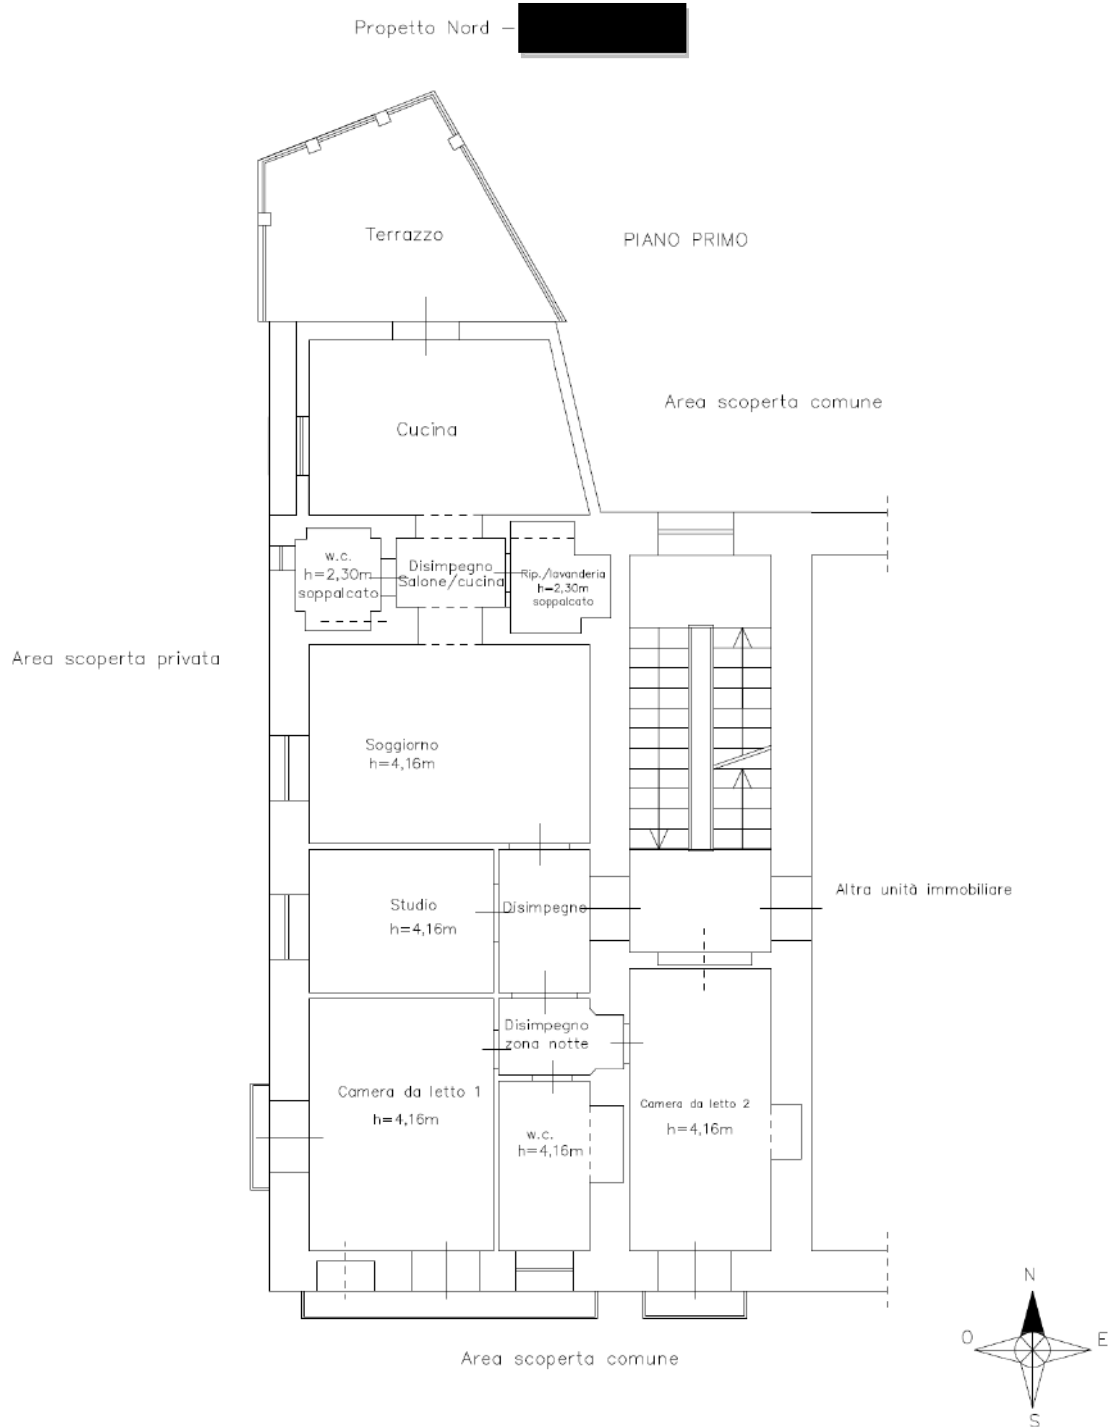 Propetto Nord –
Terrazzo
PIANO PRIMO
Area scoperta comune
Cucina
w.c.
h=2,30m
soppalcato
Disimpegno
Salone/cucina
Rip./lavanderia
h=2,30m
soppalcato
Area scoperta privata
Soggiorno
h=4,16m
Altra unità immobiliare
Studio
h=4,16m
Disimpegno
Disimpegno
zona notte
Camera da letto 1
h=4,16m
w.c.
h=4,16m
Camera da letto 2
h=4,16m
Area scoperta comune
N
O
E
S